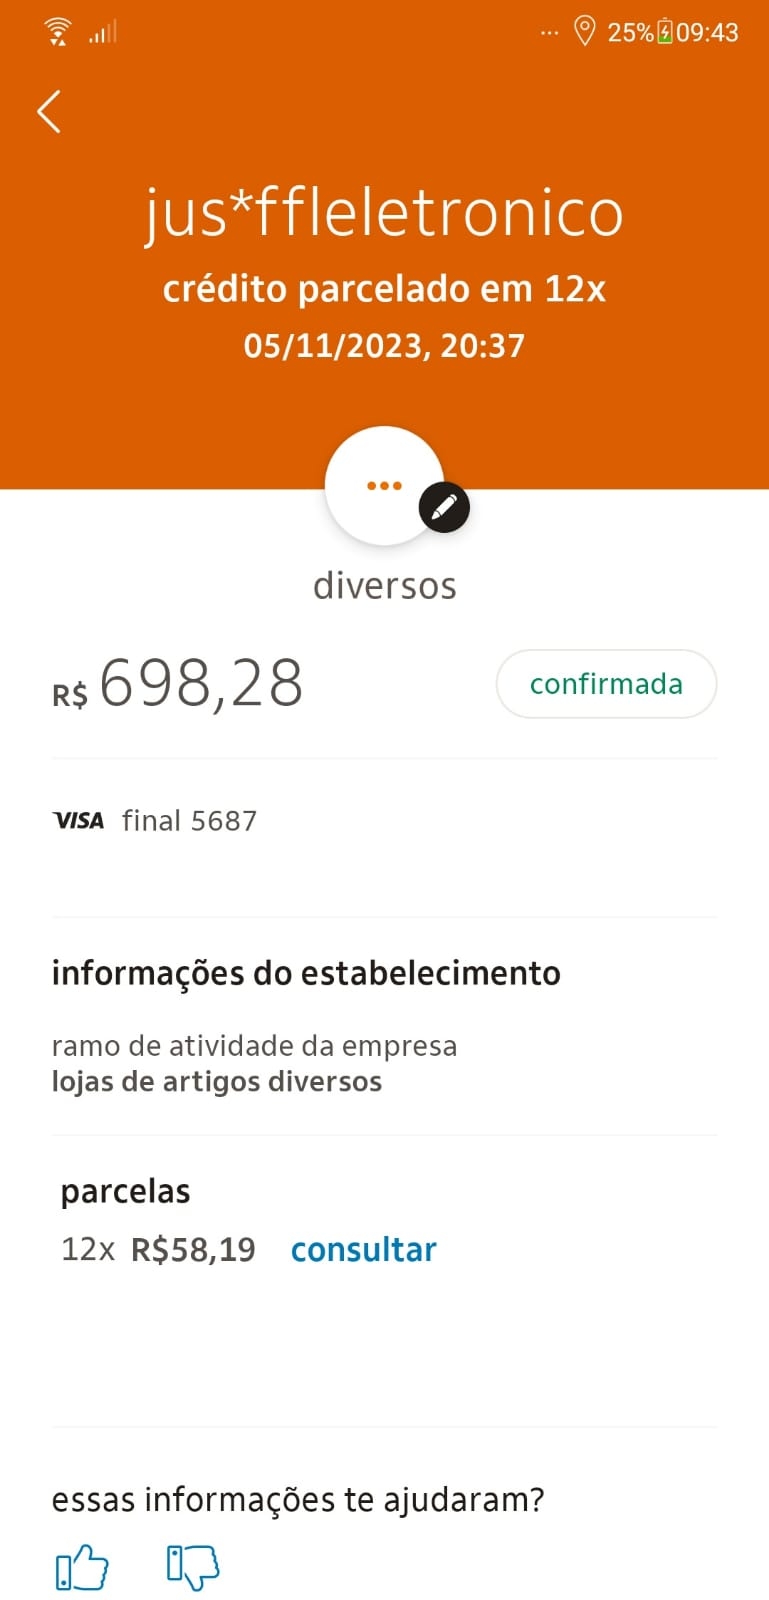 ... 25% 09:43
jus*ffleletronico
crédito parcelado em 12x
05/11/2023, 20:37
diversos
R$ 698,28 confirmada
VISA final 5687
informações do estabelecimento
ramo de atividade da empresa
lojas de artigos diversos
parcelas
12x R$58,19 consultar
essas informações te ajudaram?